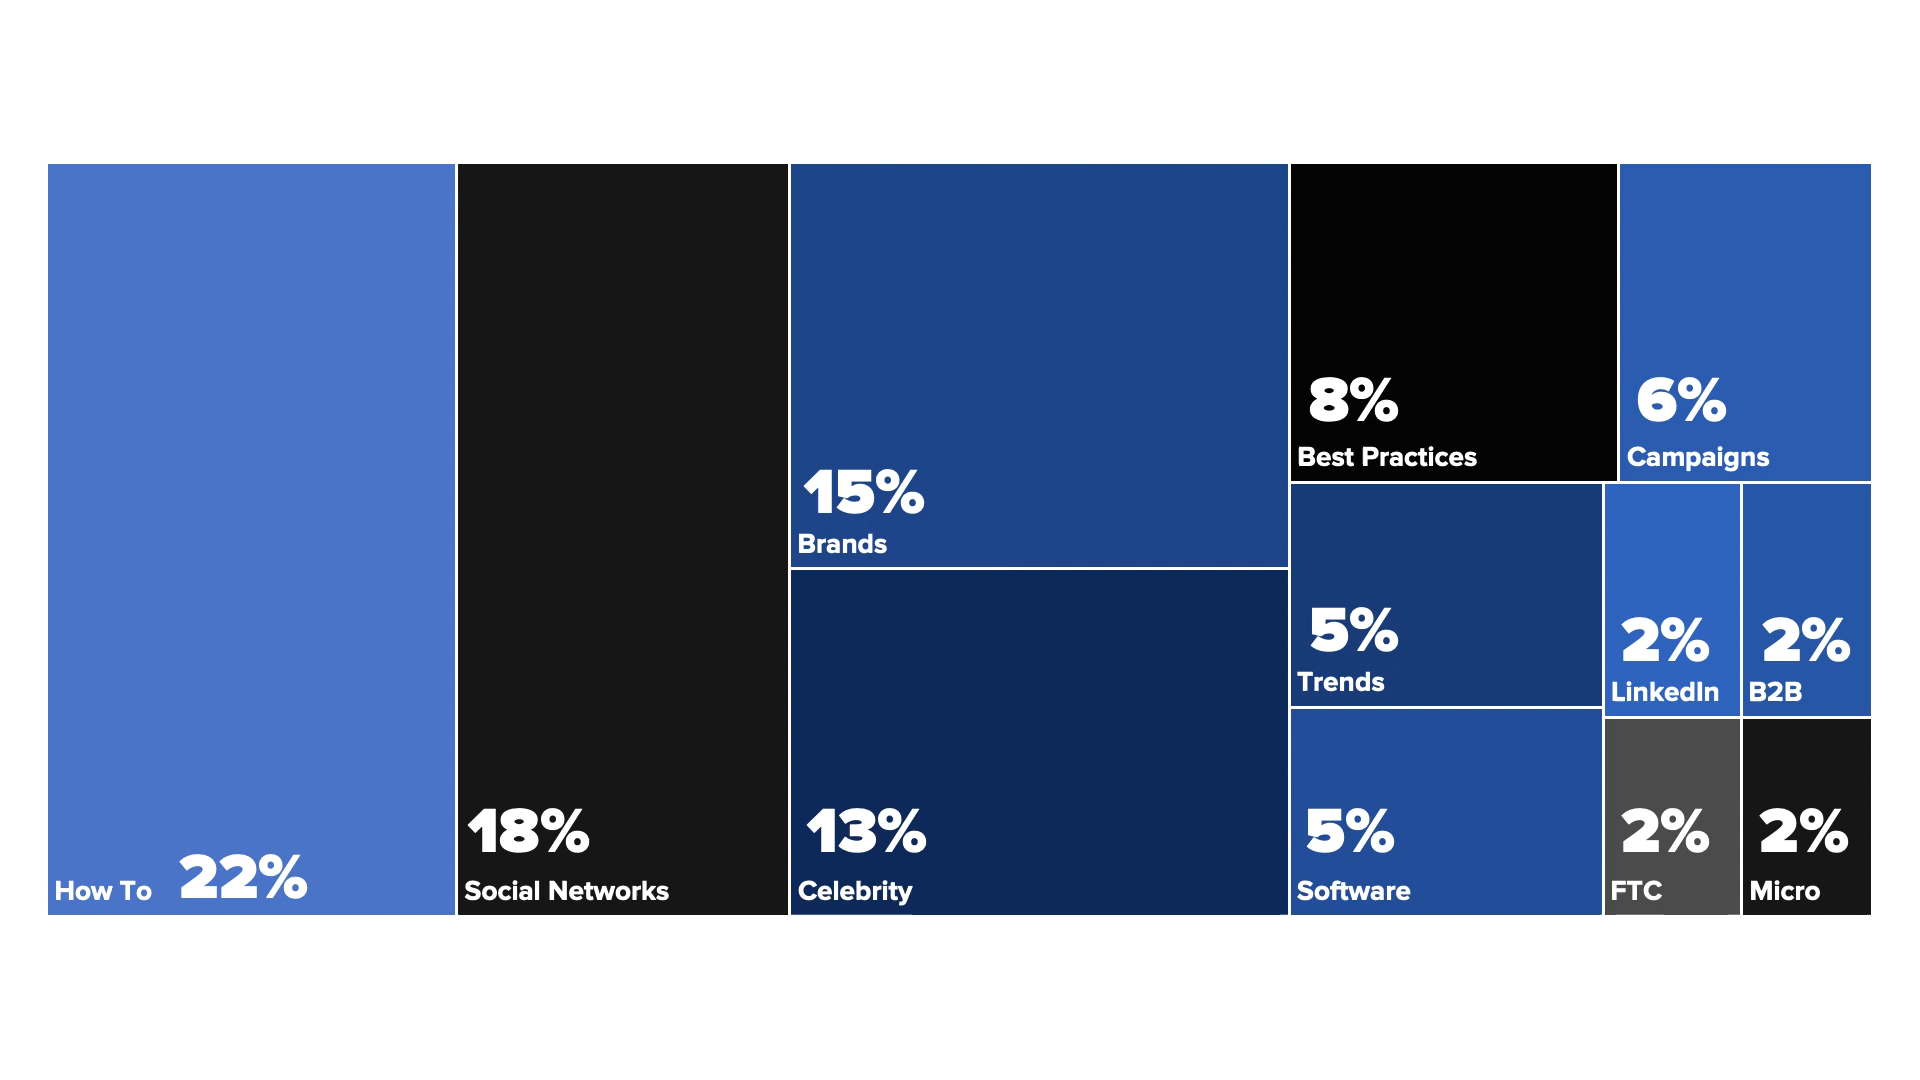 How To 22%
18%
Social Networks
15%
Brands
13%
Celebrity
8%
Best Practices
6%
Campaigns
5%
Trends
5%
Software
2%
LinkedIn
2%
B2B
2%
FTC
2%
Micro